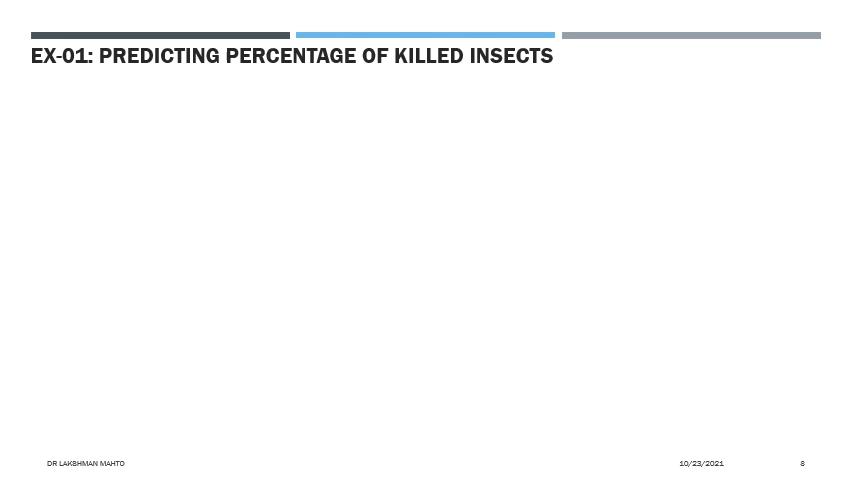 EX-01: PREDICTING PERCENTAGE OF KILLED INSECTS
DR LAKSHMAN MAHTO
10/23/2021
8